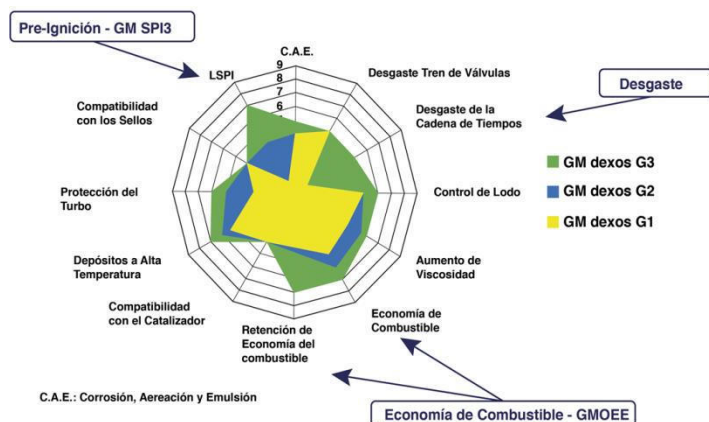 Pre-Ignición - GM SPI3
C.A.E.
9
8
7
6
LSPI
Desgaste Tren de Válvulas
Desgaste
Compatibilidad
con los Sellos
Desgaste de la
Cadena de Tiempos
GM dexos G3
GM dexos G2
GM dexos G1
Protección del
Turbo
Control de Lodo
Depósitos a Alta
Temperatura
Aumento de
Viscosidad
Compatibilidad
con el Catalizador
Retención de
Economía del
combustible
Economía de
Combustible
C.A.E.: Corrosión, Aereación y Emulsión
Economía de Combustible - GMOEE